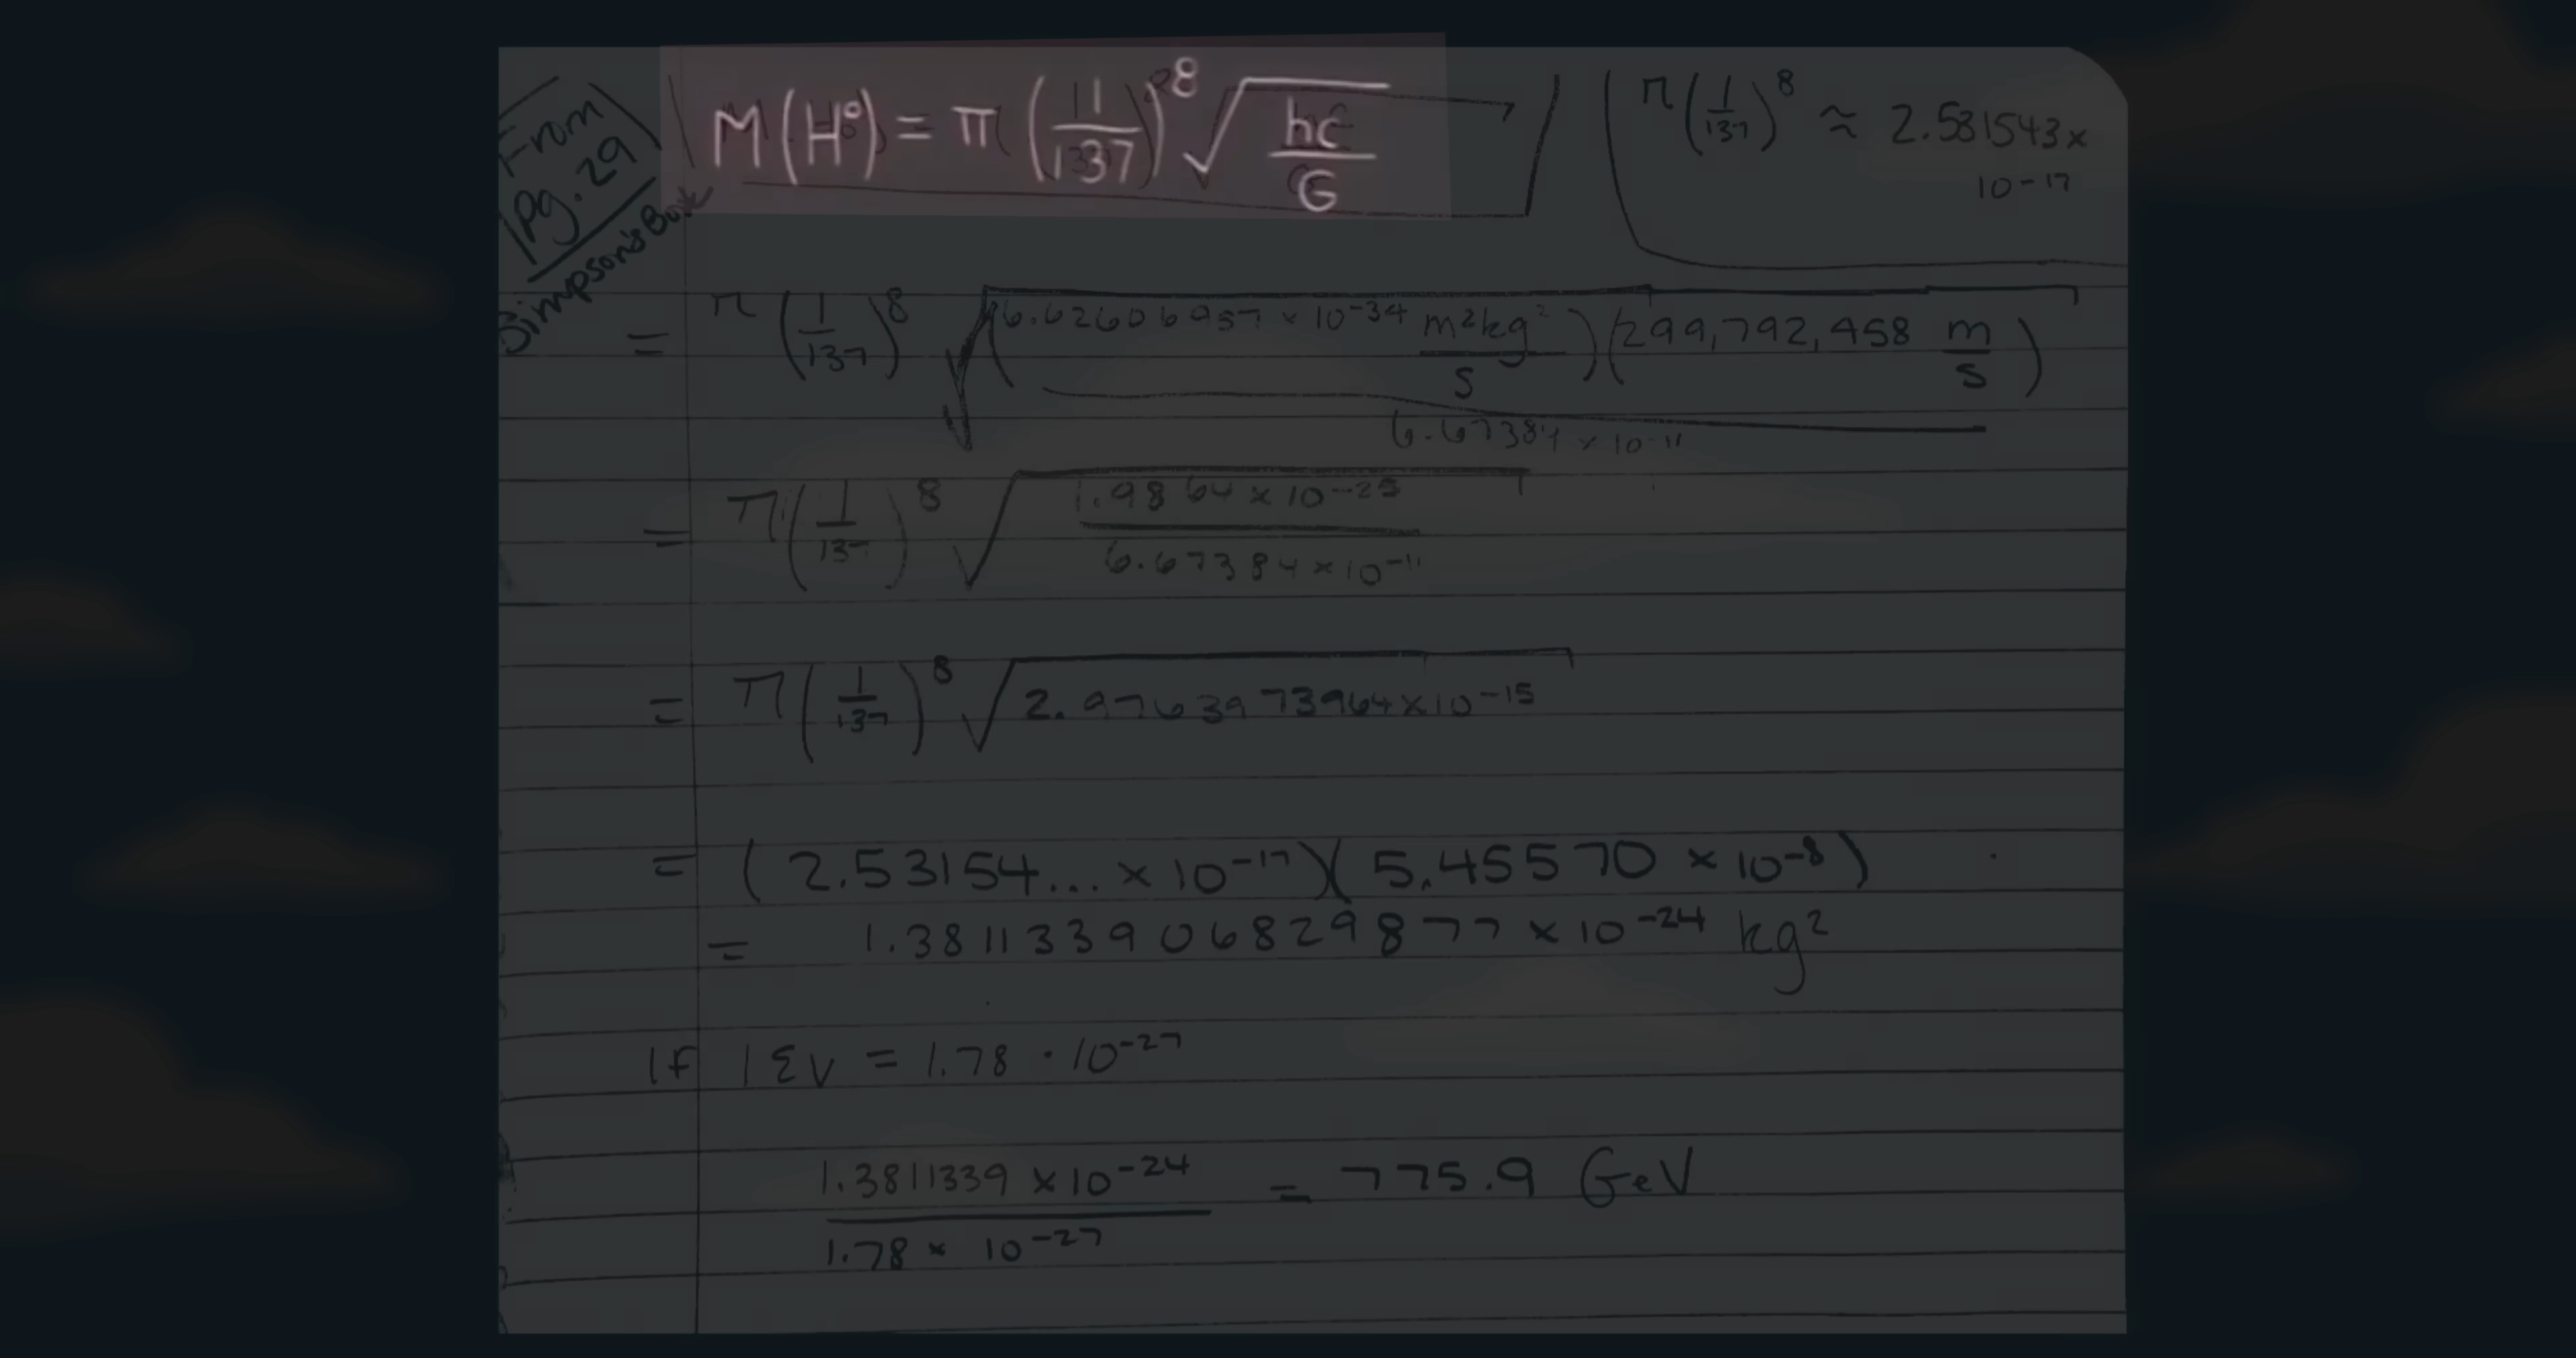 From
pg. 29
Simpson's Book
M(H⁰) = π (1/137)⁸ √(hc/G)
π(1/137)⁸ ≈ 2.531543 x
10⁻¹⁷
= π (1/137)⁸ √((6.62606957 × 10⁻³⁴ m²kg²/s)(299,792,458 m/s) / 6.67384 × 10⁻¹¹)
= π(1/137)⁸ √(1.9864 × 10⁻²⁵ / 6.67384 × 10⁻¹¹)
= π(1/137)⁸ √(2.9763973964 × 10⁻¹⁵)
= (2.53154... × 10⁻¹⁷)(5.45570 × 10⁻⁸)
= 1.381133906829877 × 10⁻²⁴ kg²
If 1 EV = 1.78 · 10⁻²⁷
1.3811339 × 10⁻²⁴ / 1.78 × 10⁻²⁷ = 775.9 GeV